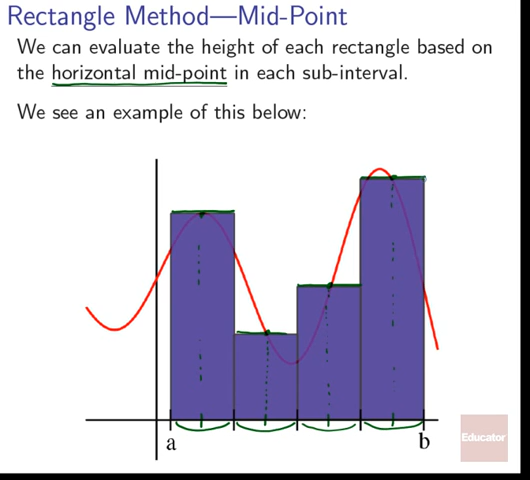 Rectangle Method—Mid-Point
We can evaluate the height of each rectangle based on
the horizontal mid-point in each sub-interval.
We see an example of this below:
a
b
Educator